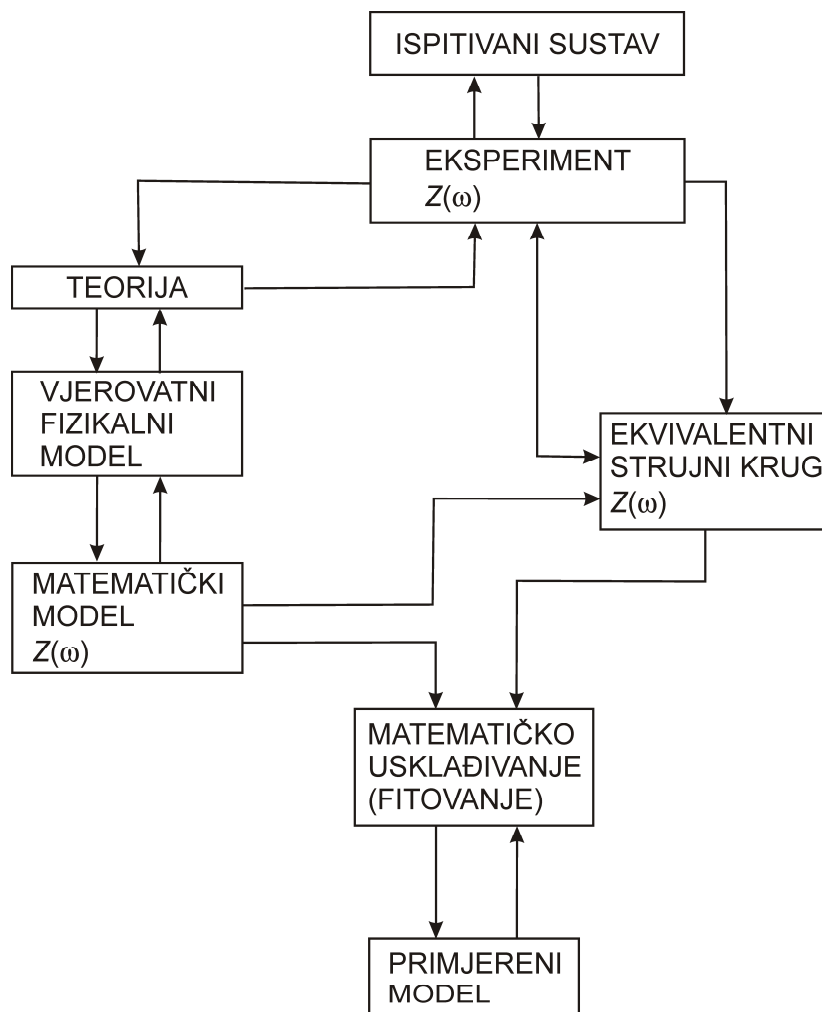 ISPITIVANI SUSTAV
EKSPERIMENT
Z(ω)
TEORIJA
VJEROVATNI
FIZIKALNI
MODEL
EKVIVALENTNI
STRUJNI KRUG
Z(ω)
MATEMATIČKI
MODEL
Z(ω)
MATEMATIČKO
USKLAĐIVANJE
(FITOVANJE)
PRIMJERENI
MODEL